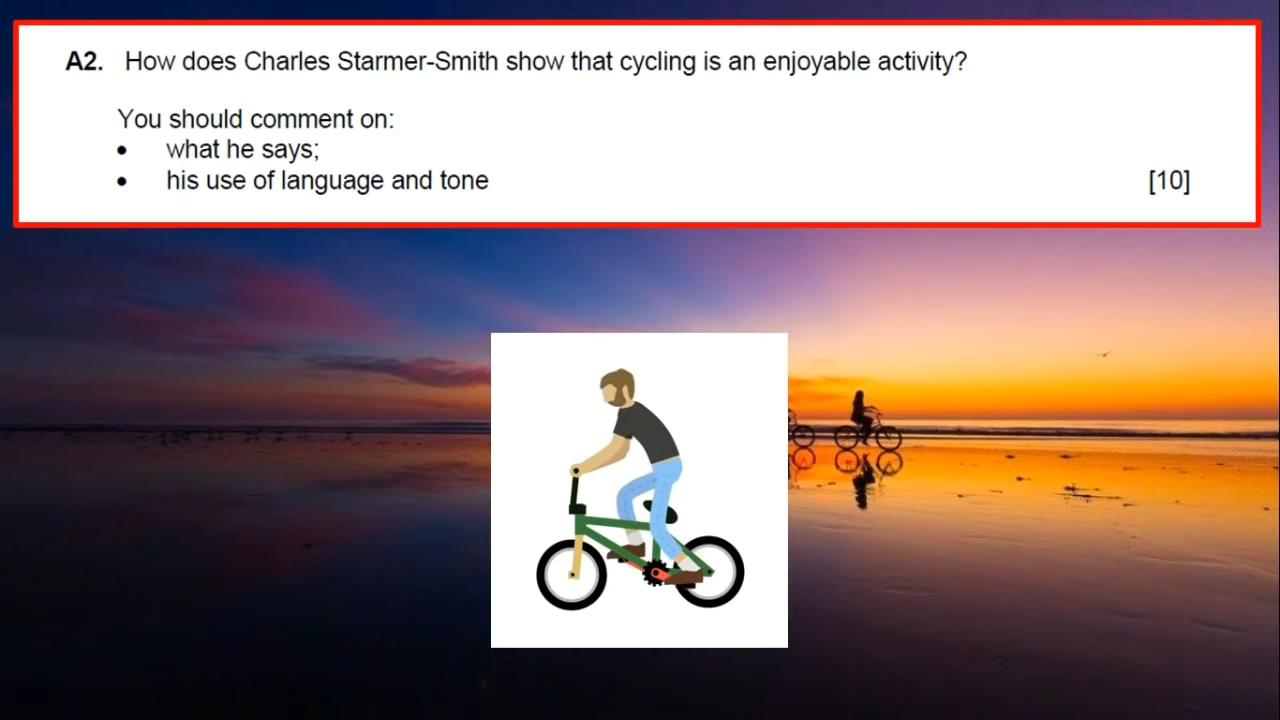 A2. How does Charles Starmer-Smith show that cycling is an enjoyable activity?
You should comment on:
• what he says;
• his use of language and tone [10]